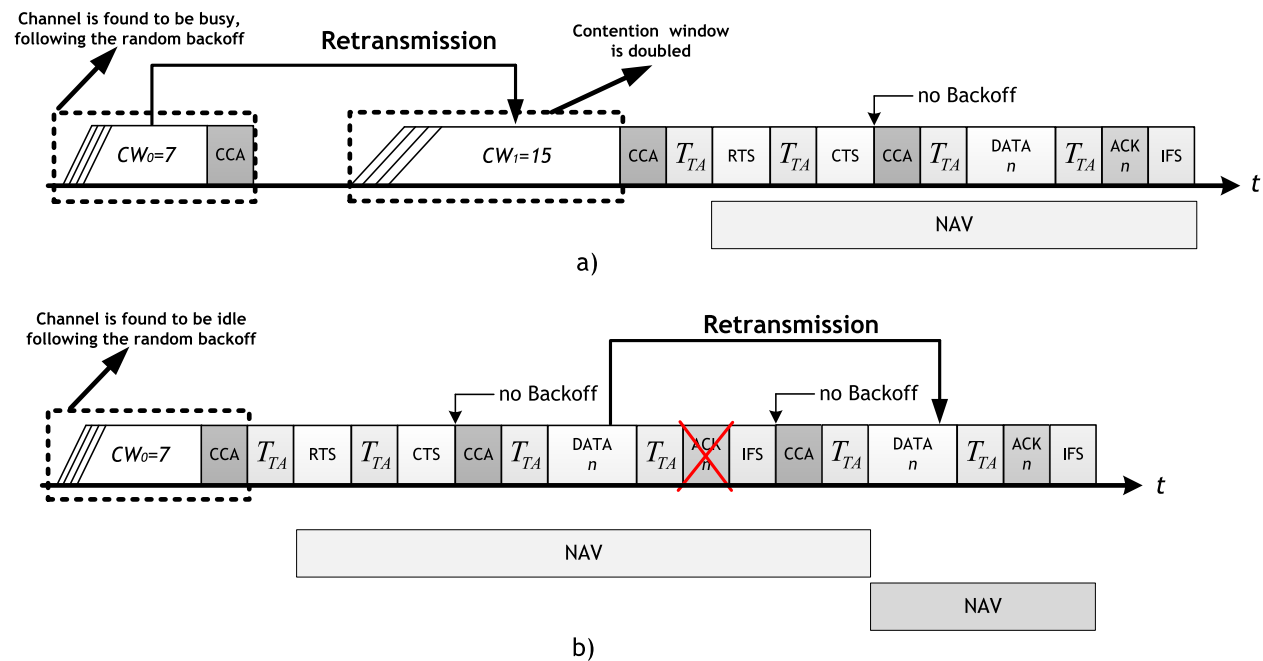 Channel is found to be busy,
following the random backoff
Retransmission
Contention window
is doubled
no Backoff
CW0=7
CCA
CW1=15
CCA
TTA
RTS
TTA
CTS
CCA
TTA
DATA
n
TTA
ACK
n
IFS
t
NAV
a)
Channel is found to be idle
following the random backoff
Retransmission
no Backoff
no Backoff
CW0=7
CCA
TTA
RTS
TTA
CTS
CCA
TTA
DATA
n
TTA
ACK
n
IFS
CCA
TTA
DATA
n
TTA
ACK
n
IFS
t
NAV
NAV
b)